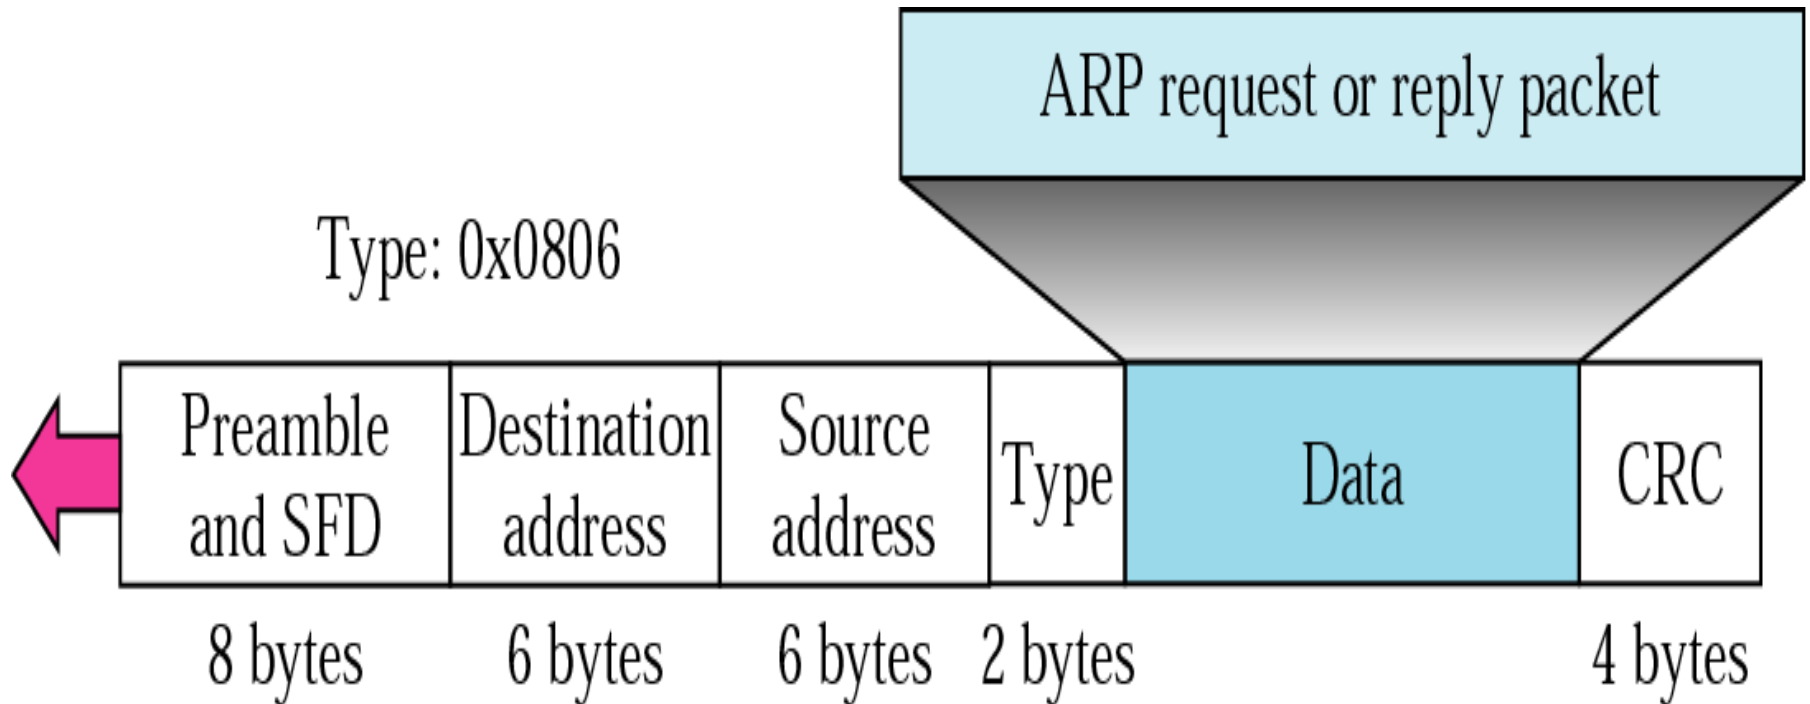 ARP request or reply packet
Type: 0x0806
Preamble
and SFD
Destination
address
Source
address
Type
Data
CRC
8 bytes
6 bytes
6 bytes
2 bytes
4 bytes